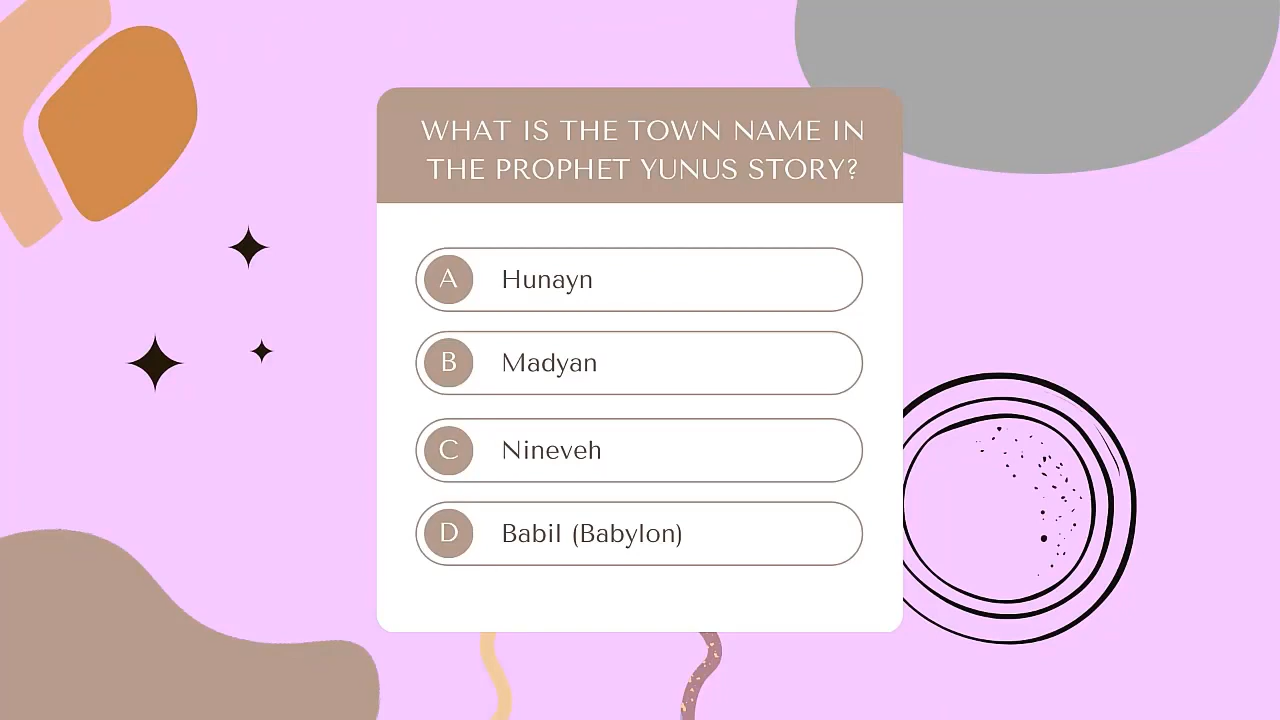 WHAT IS THE TOWN NAME IN
THE PROPHET YUNUS STORY?
A Hunayn
B Madyan
C Nineveh
D Babil (Babylon)